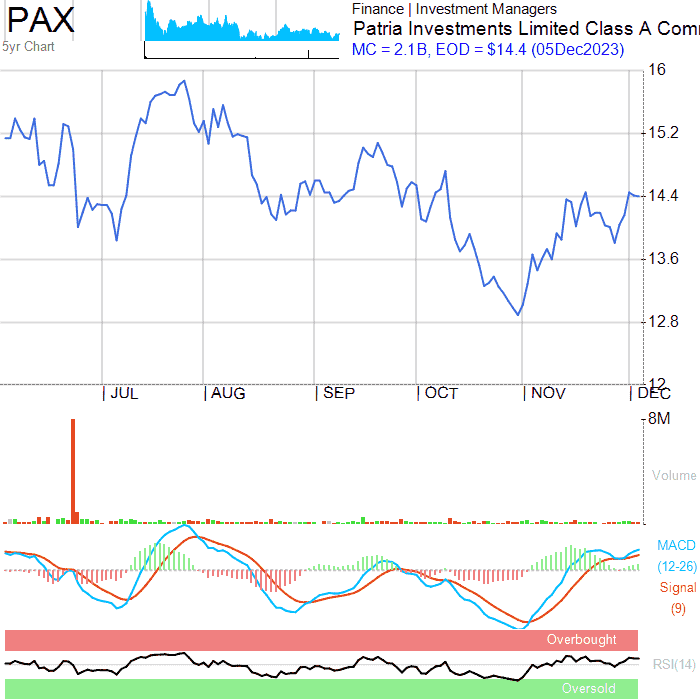 PAX
5yr Chart
Finance | Investment Managers
Patria Investments Limited Class A Com
MC = 2.1B, EOD = $14.4 (05Dec2023)
16
15.2
14.4
13.6
12.8
12
JUL
AUG
SEP
OCT
NOV
DEC
8M
Volume
MACD
(12-26)
Signal
(9)
Overbought
RSI(14)
Oversold